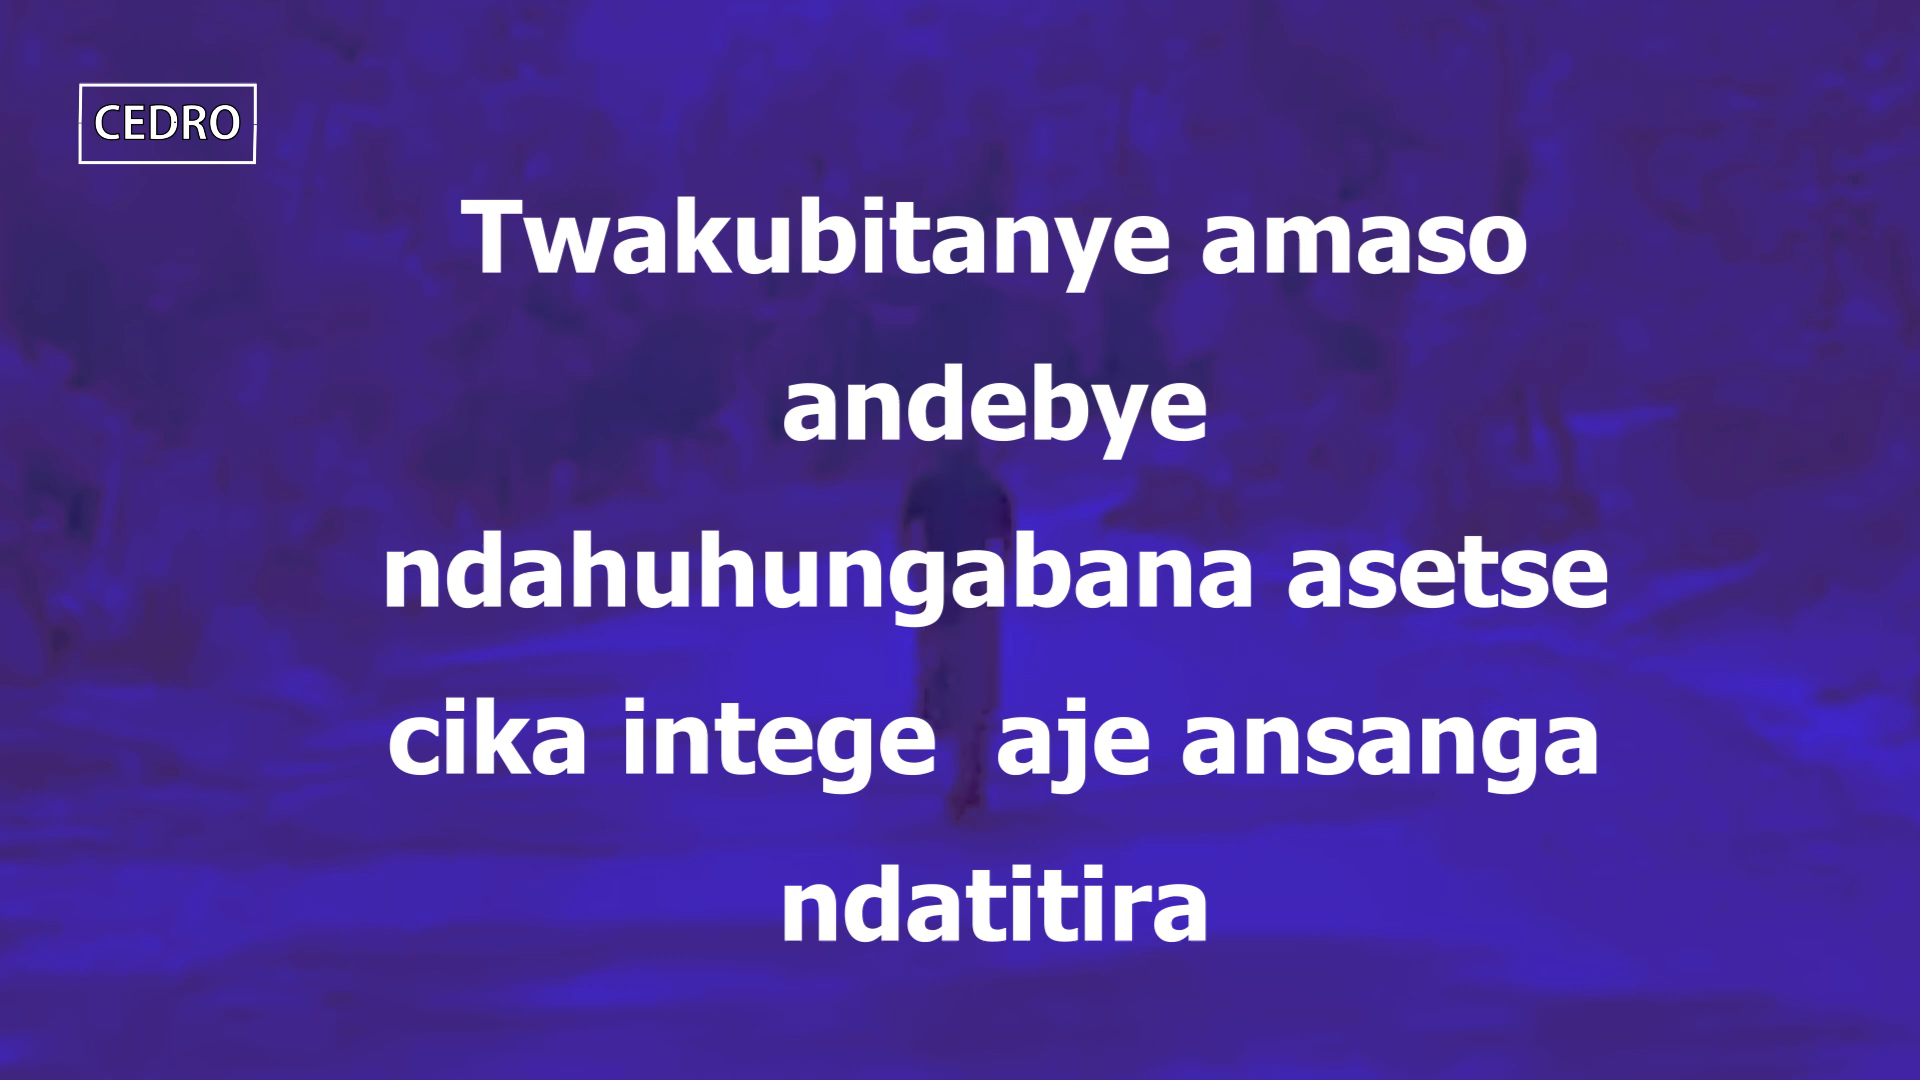 CEDRO
Twakubitanye amaso
andebye
ndahuhungabana asetse
cika intege  aje ansanga
ndatitira